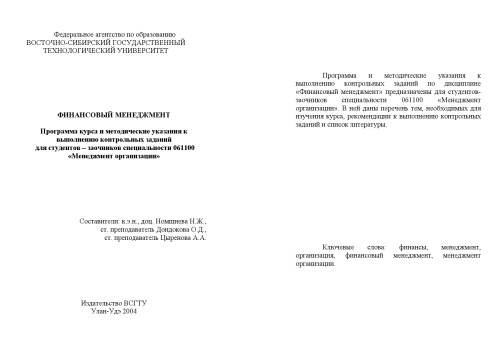 Федеральное агентство по образованию
ВОСТОЧНО-СИБИРСКИЙ ГОСУДАРСТВЕННЫЙ
ТЕХНОЛОГИЧЕСКИЙ УНИВЕРСИТЕТ
ФИНАНСОВЫЙ МЕНЕДЖМЕНТ
Программа курса и методические указания к
выполнению контрольных заданий
для студентов – заочников специальности 061100
«Менеджмент организации»
Составители: к.э.н., доц. Номшиева Н.Ж.,
ст. преподаватель Дондокова О.Д.,
ст. преподаватель Цыренова А.А.
Издательство ВСГТУ
Улан-Удэ 2004
Программа и методические указания к
выполнению контрольных заданий по дисциплине
«Финансовый менеджмент» предназначены для студентов-
заочников специальности 061100 «Менеджмент
организации». В ней даны перечень тем, необходимых для
изучения курса, рекомендации к выполнению контрольных
заданий и список литературы.
Ключевые слова: финансы, менеджмент,
организация, финансовый менеджмент, менеджмент
организации.